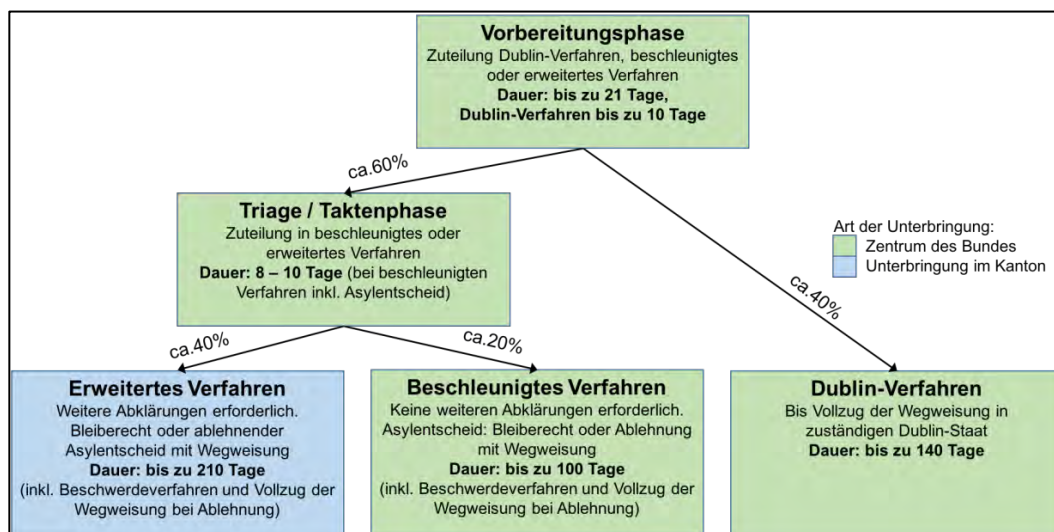 Vorbereitungsphase
Zuteilung Dublin-Verfahren, beschleunigtes
oder erweitertes Verfahren
Dauer: bis zu 21 Tage,
Dublin-Verfahren bis zu 10 Tage
ca.60%
Triage / Taktenphase
Zuteilung in beschleunigtes oder
erweitertes Verfahren
Dauer: 8 – 10 Tage (bei beschleunigten
Verfahren inkl. Asylentscheid)
Art der Unterbringung:
Zentrum des Bundes
Unterbringung im Kanton
ca.40%
ca.40%
ca.20%
Erweitertes Verfahren
Weitere Abklärungen erforderlich.
Bleiberecht oder ablehnender
Asylentscheid mit Wegweisung
Dauer: bis zu 210 Tage
(inkl. Beschwerdeverfahren und Vollzug der
Wegweisung bei Ablehnung)
Beschleunigtes Verfahren
Keine weiteren Abklärungen erforderlich.
Asylentscheid: Bleiberecht oder Ablehnung
mit Wegweisung
Dauer: bis zu 100 Tage
(inkl. Beschwerdeverfahren und Vollzug der
Wegweisung bei Ablehnung)
Dublin-Verfahren
Bis Vollzug der Wegweisung in
zuständigen Dublin-Staat
Dauer: bis zu 140 Tage